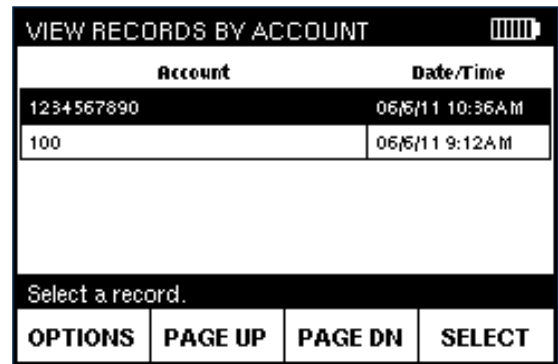 VIEW RECORDS BY ACCOUNT
Account Date/Time
1234567890 06/6/11 10:36AM
100 06/6/11 9:12AM
Select a record.
OPTIONS PAGE UP PAGE DN SELECT